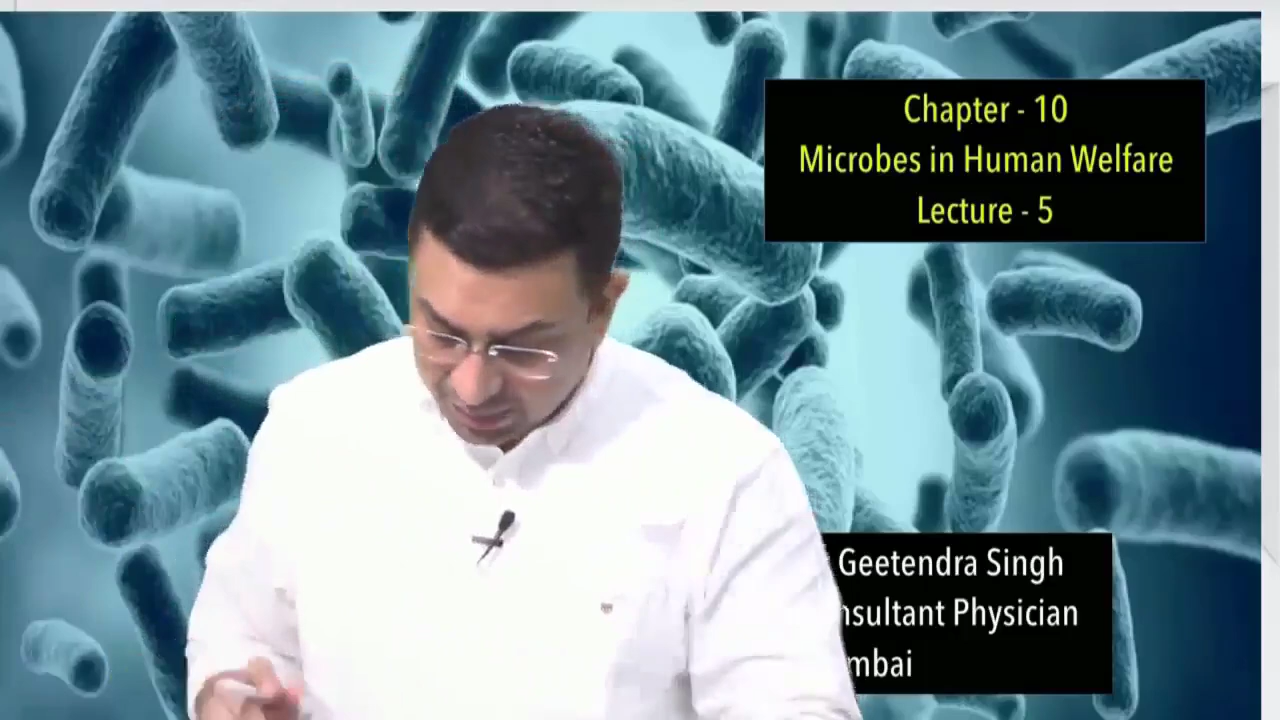 Chapter - 10
Microbes in Human Welfare
Lecture - 5
Geetendra Singh
nsultant Physician
mbai